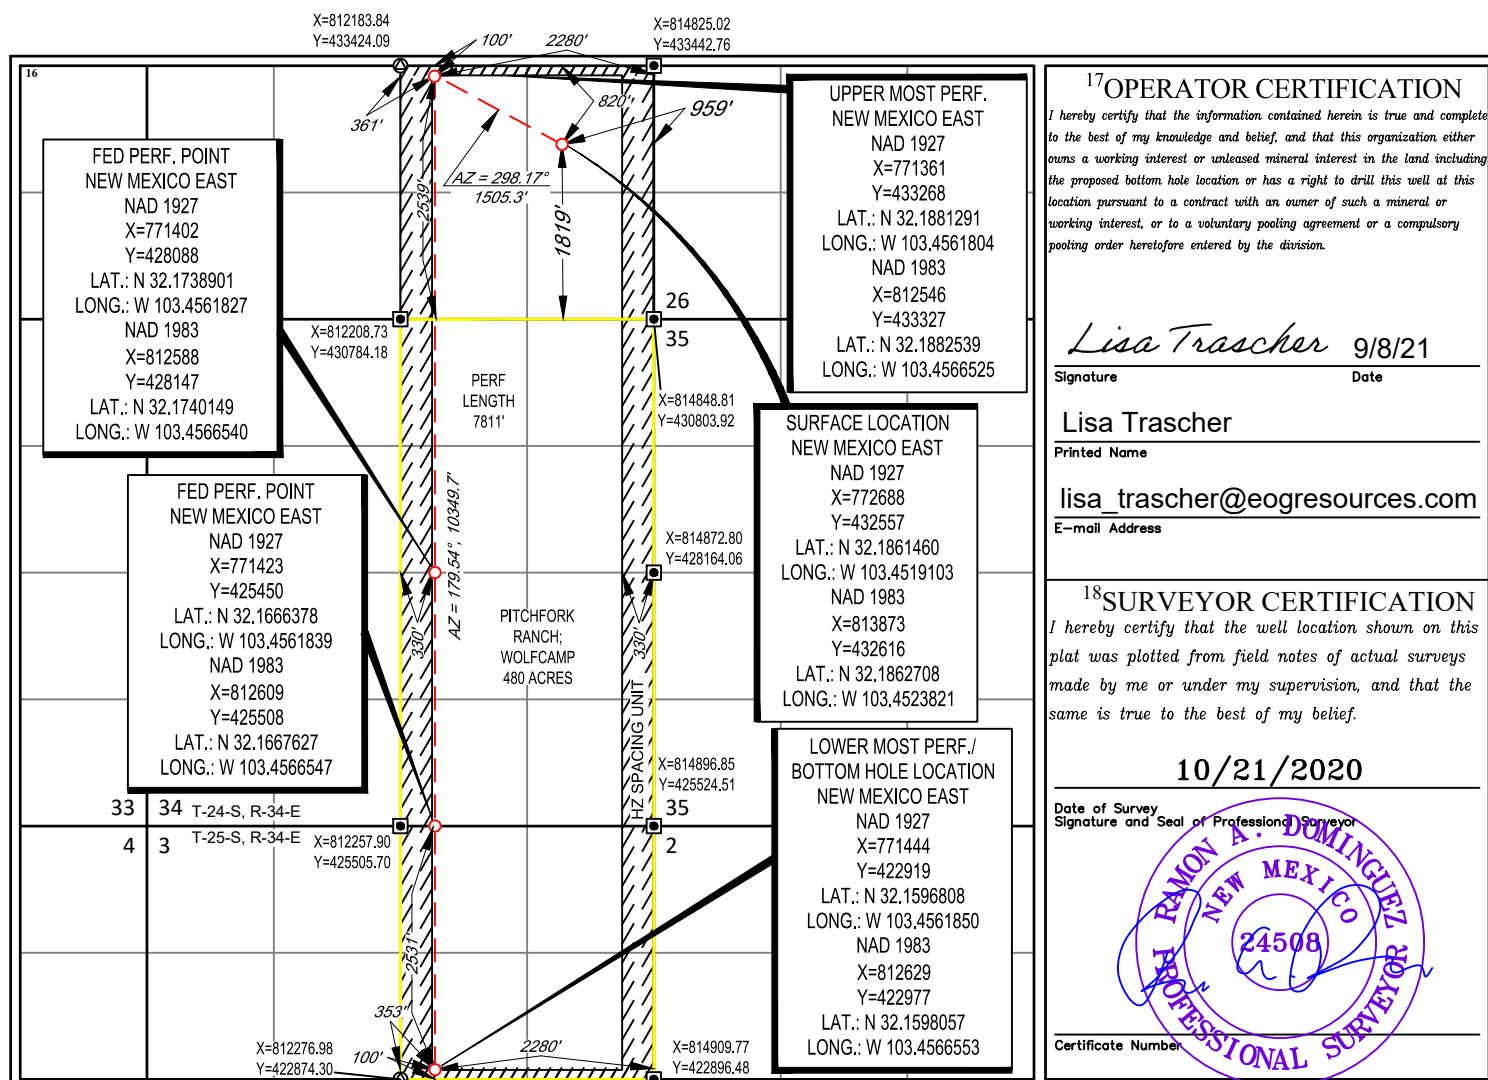 X=812183.84
Y=433424.09
100'
2280'
X=814825.02
Y=433442.76
16
361'
820'
959'
AZ = 298.17°
1505.3'
2539'
1819'
FED PERF. POINT
NEW MEXICO EAST
NAD 1927
X=771402
Y=428088
LAT.: N 32.1738901
LONG.: W 103.4561827
NAD 1983
X=812588
Y=428147
LAT.: N 32.1740149
LONG.: W 103.4566540
UPPER MOST PERF.
NEW MEXICO EAST
NAD 1927
X=771361
Y=433268
LAT.: N 32.1881291
LONG.: W 103.4561804
NAD 1983
X=812546
Y=433327
LAT.: N 32.1882539
LONG.: W 103.4566525
X=812208.73
Y=430784.18
26
35
PERF
LENGTH
7811'
X=814848.81
Y=430803.92
SURFACE LOCATION
NEW MEXICO EAST
NAD 1927
X=772688
Y=432557
LAT.: N 32.1861460
LONG.: W 103.4519103
NAD 1983
X=813873
Y=432616
LAT.: N 32.1862708
LONG.: W 103.4523821
FED PERF. POINT
NEW MEXICO EAST
NAD 1927
X=771423
Y=425450
LAT.: N 32.1666378
LONG.: W 103.4561839
NAD 1983
X=812609
Y=425508
LAT.: N 32.1667627
LONG.: W 103.4566547
AZ = 179.54°, 10349.7'
X=814872.80
Y=428164.06
330'
330'
PITCHFORK
RANCH;
WOLFCAMP
480 ACRES
HZ SPACING UNIT
LOWER MOST PERF./
BOTTOM HOLE LOCATION
NEW MEXICO EAST
NAD 1927
X=771444
Y=422919
LAT.: N 32.1596808
LONG.: W 103.4561850
NAD 1983
X=812629
Y=422977
LAT.: N 32.1598057
LONG.: W 103.4566553
X=814896.85
Y=425524.51
33 34 T-24-S, R-34-E
4 3 T-25-S, R-34-E
35
2
X=812257.90
Y=425505.70
2531'
353'
X=812276.98
Y=422874.30
100'
2280'
X=814909.77
Y=422896.48
17OPERATOR CERTIFICATION
I hereby certify that the information contained herein is true and complete
to the best of my knowledge and belief, and that this organization either
owns a working interest or unleased mineral interest in the land including
the proposed bottom hole location or has a right to drill this well at this
location pursuant to a contract with an owner of such a mineral or
working interest, or to a voluntary pooling agreement or a compulsory
pooling order heretofore entered by the division.
Lisa Trascher 9/8/21
Signature Date
Lisa Trascher
Printed Name
lisa_trascher@eogresources.com
E-mail Address
18SURVEYOR CERTIFICATION
I hereby certify that the well location shown on this
plat was plotted from field notes of actual surveys
made by me or under my supervision, and that the
same is true to the best of my belief.
10/21/2020
Date of Survey
Signature and Seal of Professional Surveyor
RAMON A. DOMINGUEZ
NEW MEXICO
24508
PROFESSIONAL SURVEYOR
Certificate Number